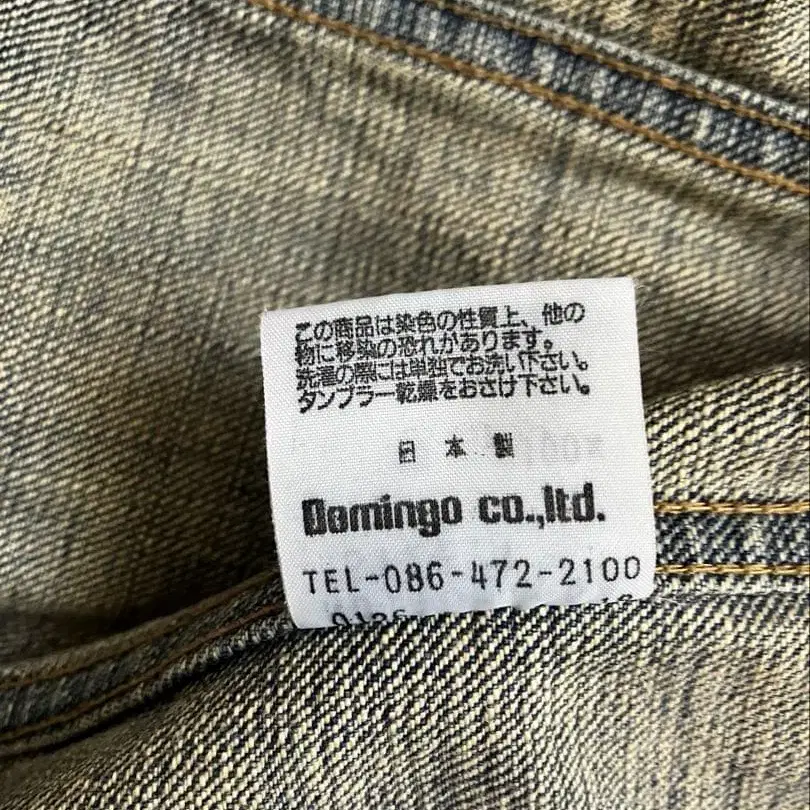 この商品は染色の性質上、他の
物に移染の恐れがあります。
洗濯の際には単独でお洗い下さい。
タンブラー乾燥をおさけ下さい。
日本製
Domingo co.,ltd.
TEL-086-472-2100